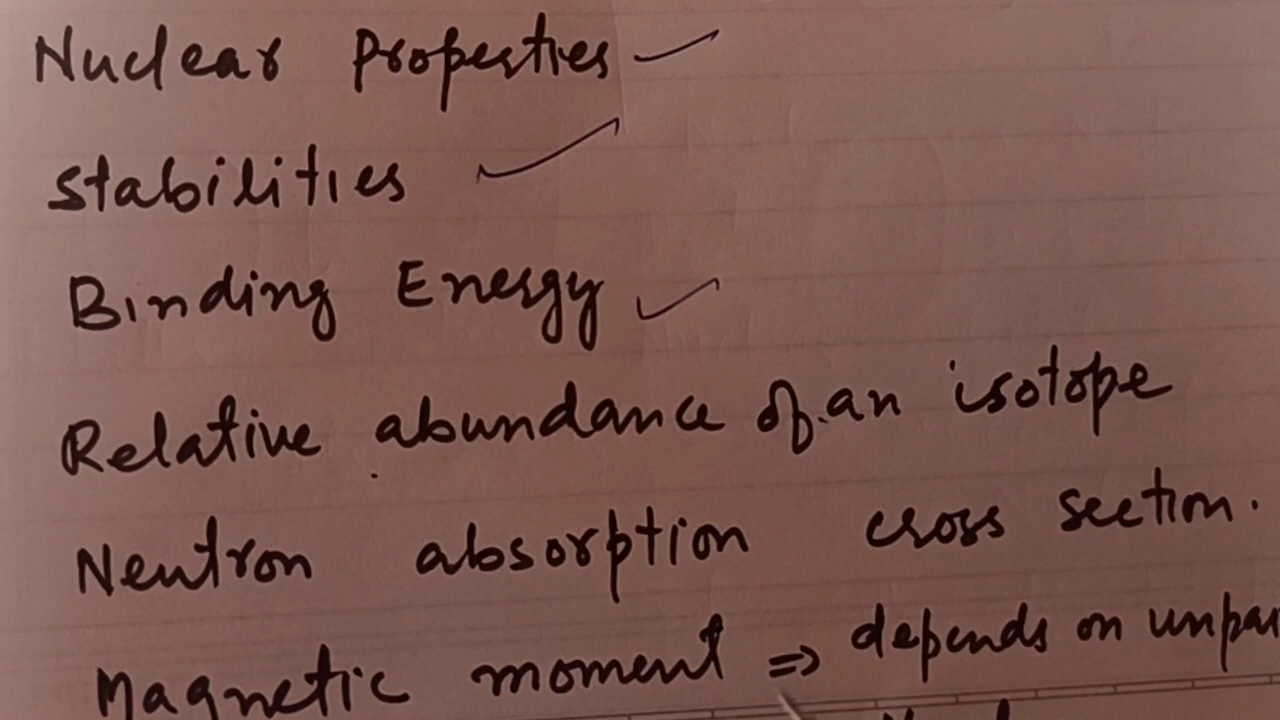 Nuclear Properties
stabilities
Binding Energy
Relative abundance of an isotope
Neutron absorption cross section.
Magnetic moment ⇒ depends on